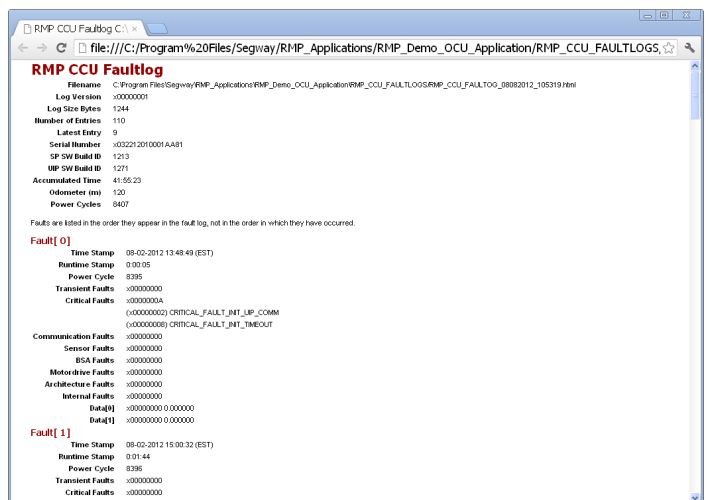 RMP CCU Faultlog C:\
file:///C:/Program%20Files/Segway/RMP_Applications/RMP_Demo_OCU_Application/RMP_CCU_FAULTLOGS,
RMP CCU Faultlog
Filename C:\Program Files\Segway\RMP_Applications\RMP_Demo_OCU_Application\RMP_CCU_FAULTLOGS/RMP_CCU_FAULTOG_08082012_105319.html
Log Version x00000001
Log Size Bytes 1244
Number of Entries 110
Latest Entry 9
Serial Number x032212010001AA81
SP SW Build ID 1213
UIP SW Build ID 1271
Accumulated Time 41:55:23
Odometer (m) 120
Power Cycles 8407
Faults are listed in the order they appear in the fault log, not in the order in which they have occurred.
Fault[ 0]
Time Stamp 08-02-2012 13:48:49 (EST)
Runtime Stamp 0:00:05
Power Cycle 8395
Transient Faults x00000000
Critical Faults x0000000A
(x00000002) CRITICAL_FAULT_INIT_UIP_COMM
(x00000008) CRITICAL_FAULT_INIT_TIMEOUT
Communication Faults x00000000
Sensor Faults x00000000
BSA Faults x00000000
Motordrive Faults x00000000
Architecture Faults x00000000
Internal Faults x00000000
Data[0] x00000000 0.000000
Data[1] x00000000 0.000000
Fault[ 1]
Time Stamp 08-02-2012 15:00:32 (EST)
Runtime Stamp 0:01:44
Power Cycle 8396
Transient Faults x00000000
Critical Faults x00000000